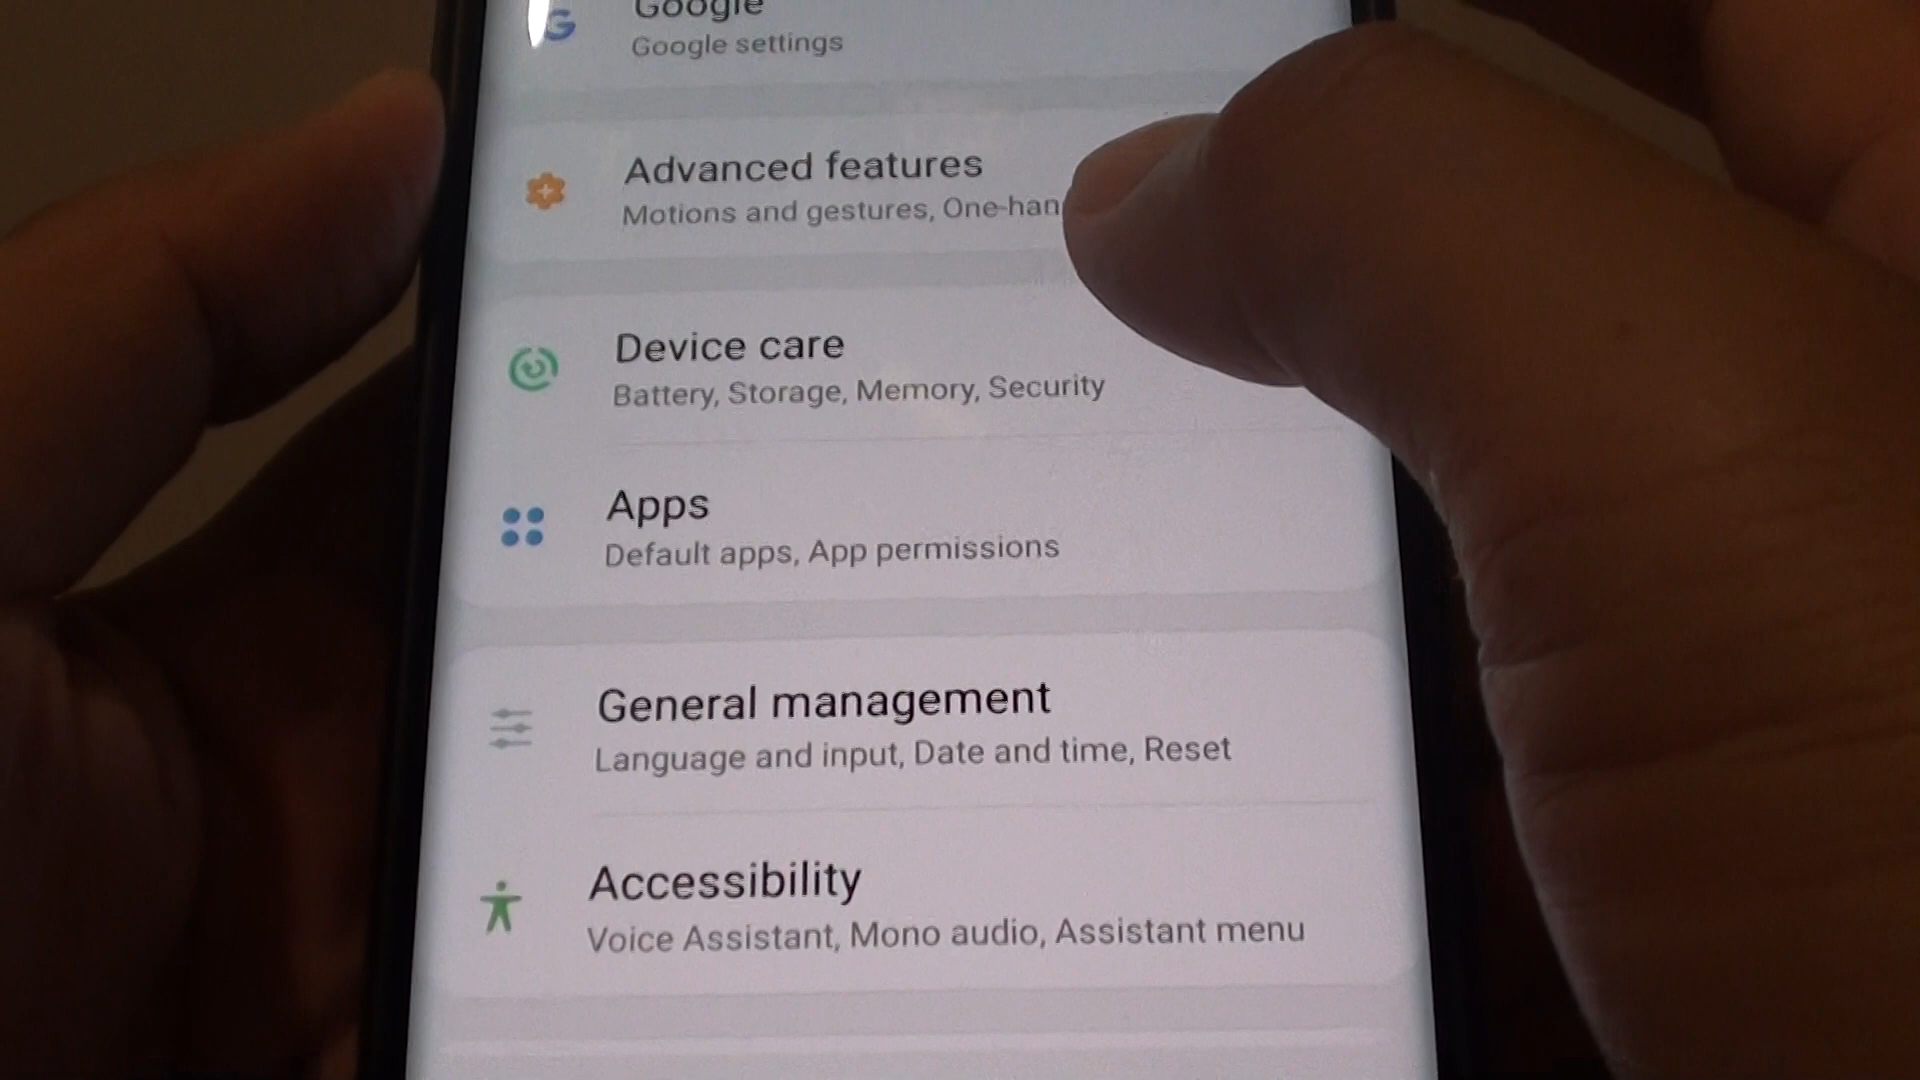 Google
Google settings
Advanced features
Motions and gestures, One-han
Device care
Battery, Storage, Memory, Security
Apps
Default apps, App permissions
General management
Language and input, Date and time, Reset
Accessibility
Voice Assistant, Mono audio, Assistant menu